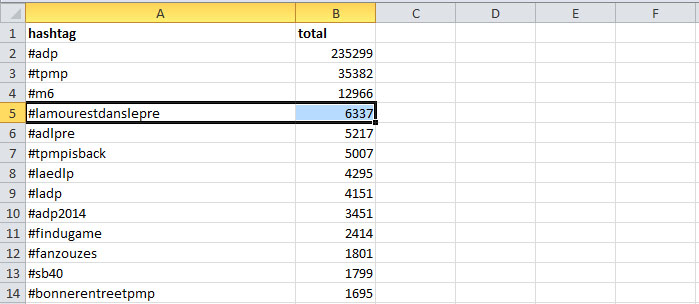 A B C D E F
1 hashtag total
2 #adp 235299
3 #tpmp 35382
4 #m6 12966
5 #lamourestdanslepre 6337
6 #adlpre 5217
7 #tpmpisback 5007
8 #laedlp 4295
9 #ladp 4151
10 #adp2014 3451
11 #findugame 2414
12 #fanzouzes 1801
13 #sb40 1799
14 #bonnerentreetpmp 1695